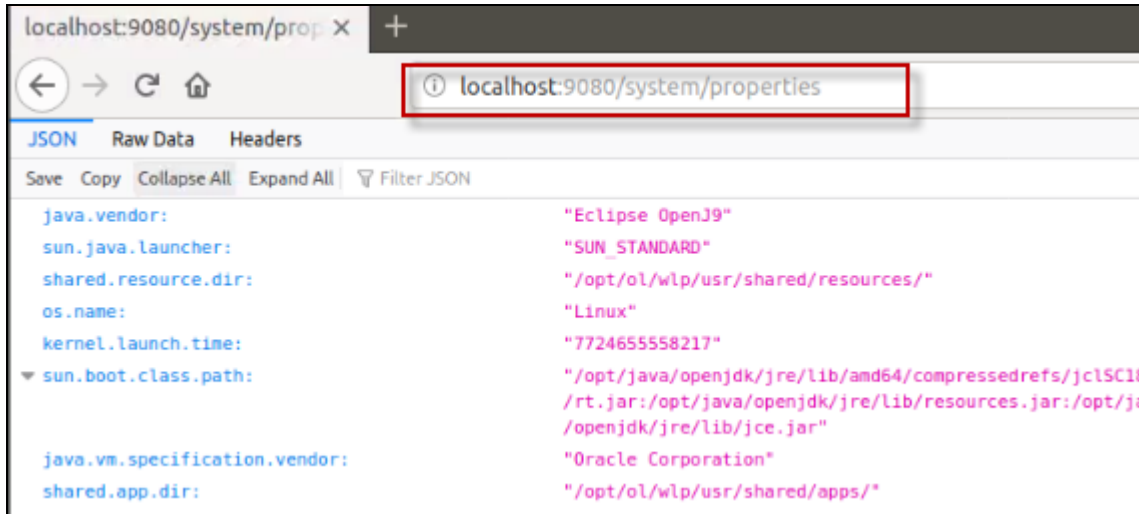 localhost:9080/system/prop
localhost:9080/system/properties
JSON Raw Data Headers
Save Copy Collapse All Expand All Filter JSON
java.vendor: "Eclipse OpenJ9"
sun.java.launcher: "SUN_STANDARD"
shared.resource.dir: "/opt/ol/wlp/usr/shared/resources/"
os.name: "Linux"
kernel.launch.time: "7724655558217"
sun.boot.class.path: "/opt/java/openjdk/jre/lib/amd64/compressedrefs/jclSC18
/rt.jar:/opt/java/openjdk/jre/lib/resources.jar:/opt/ja
/openjdk/jre/lib/jce.jar"
java.vm.specification.vendor: "Oracle Corporation"
shared.app.dir: "/opt/ol/wlp/usr/shared/apps/"